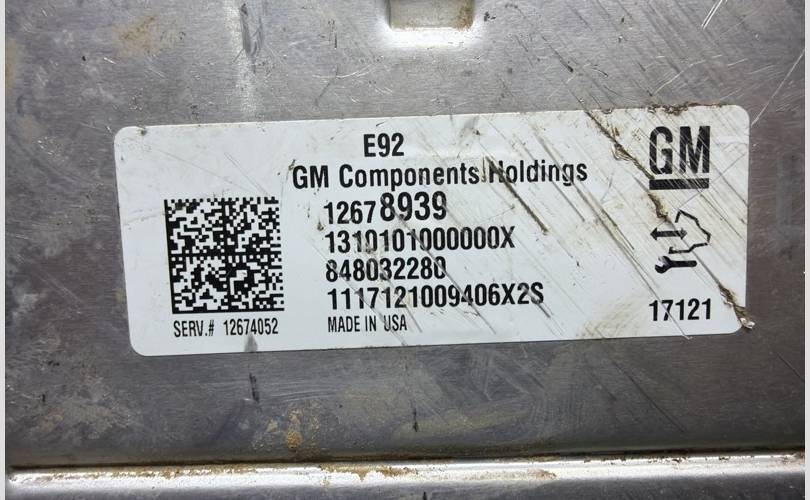 E92
GM Components Holdings
GM
12678939
1310101000000X
848032280
1117121009406X2S
17121
SERV.# 12674052
MADE IN USA